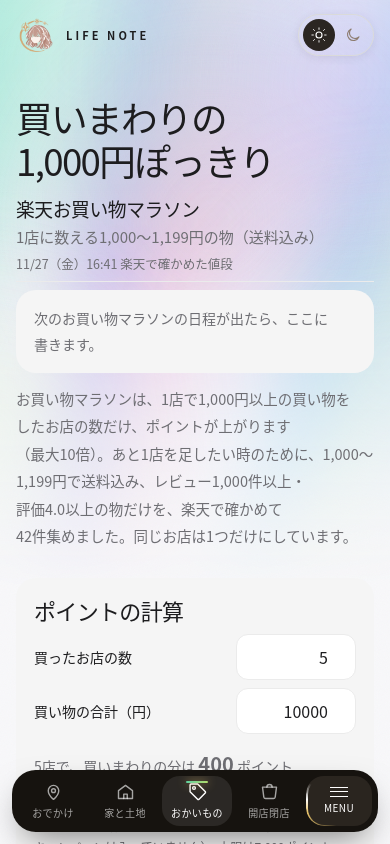 LIFE NOTE
買いまわりの
1,000円ぽっきり
楽天お買い物マラソン
1店に数える1,000〜1,199円の物（送料込み）
11/27（金）16:41 楽天で確かめた値段
次のお買い物マラソンの日程が出たら、ここに
書きます。
お買い物マラソンは、1店で1,000円以上の買い物を
したお店の数だけ、ポイントが上がります
（最大10倍）。あと1店を足したい時のために、1,000〜
1,199円で送料込み、レビュー1,000件以上・
評価4.0以上の物だけを、楽天で確かめて
42件集めました。同じお店は1つだけにしています。
ポイントの計算
買ったお店の数 5
買い物の合計（円） 10000
5店で、買いまわりの分は 400 ポイント
おでかけ 家と土地 おかいもの 開店閉店 MENU